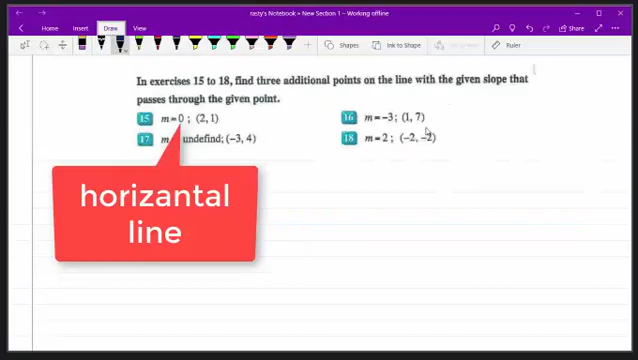 rasty's Notebook » New Section 1 – Working offline
Home Insert Draw View Share
Shapes Ink to Shape Ruler
In exercises 15 to 18, find three additional points on the line with the given slope that
passes through the given point.
15 m=0 ; (2, 1) 16 m=−3; (1, 7)
17 m= undefind; (−3, 4) 18 m=2 ; (−2, −2)
horizantal
line